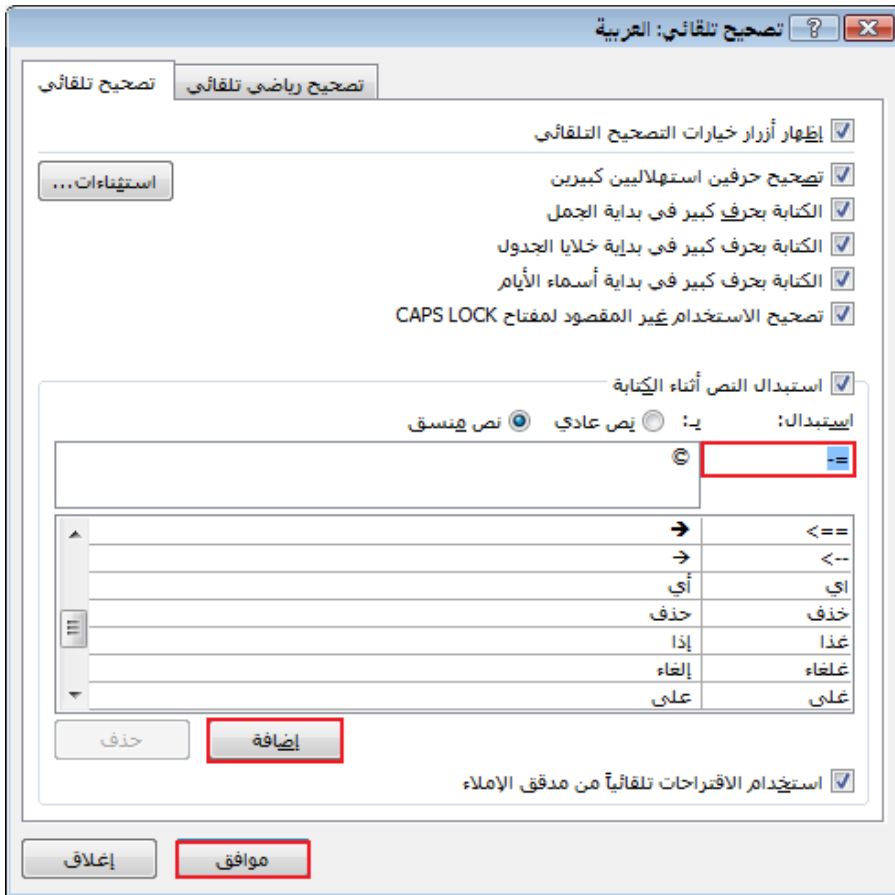 تصحيح تلقائي: العربية
تصحيح تلقائي
تصحيح رياضي تلقائي
إظهار أزرار خيارات التصحيح التلقائي
تصحيح حرفين استهلاليين كبيرين
استثناءات...
الكتابة بحرف كبير في بداية الجمل
الكتابة بحرف كبير في بداية خلايا الجدول
الكتابة بحرف كبير في بداية أسماء الأيام
تصحيح الاستخدام غير المقصود لمفتاح CAPS LOCK
استبدال النص أثناء الكتابة
استبدال: بـ: نص عادي نص منسق
-= ©
<== →
<-- →
اي أي
خذف حذف
غذا إذا
غلغاء إلغاء
غلى على
إضافة حذف
استخدام الاقتراحات تلقائياً من مدقق الإملاء
موافق إغلاق